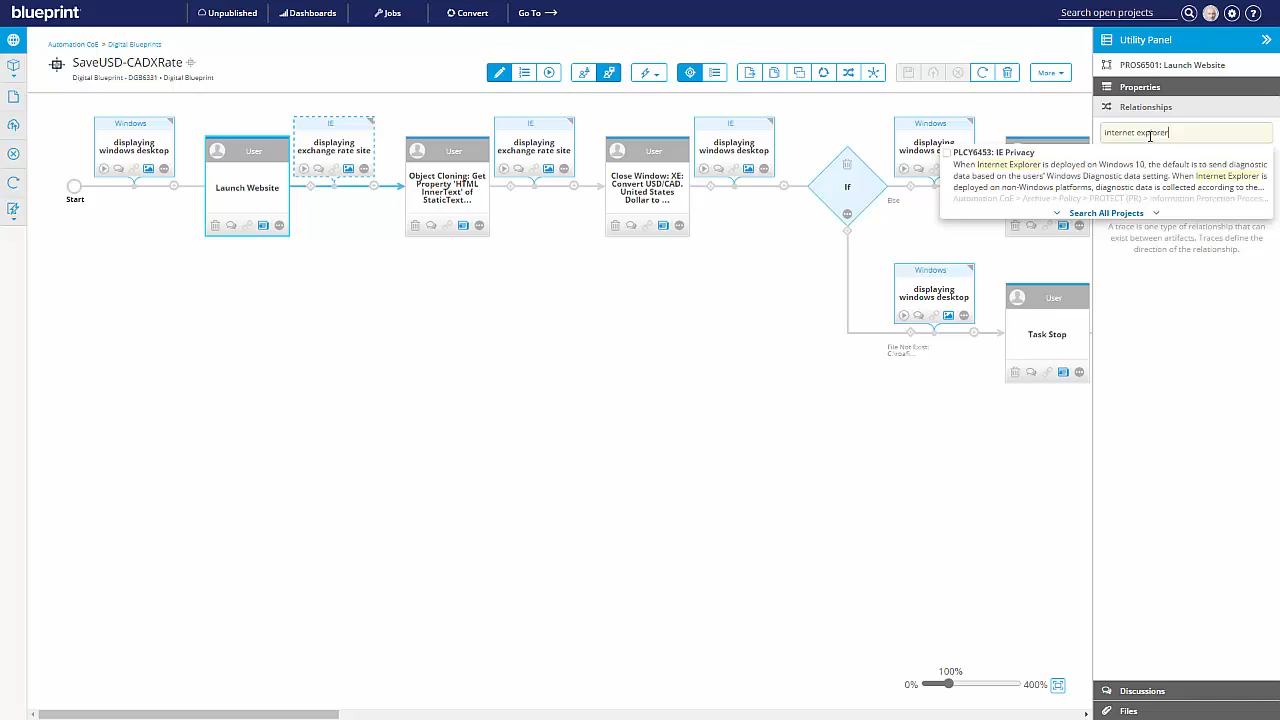 blueprint
Unpublished
Dashboards
Jobs
Convert
Go To
Search open projects
Automation CoE > Digital Blueprints
SaveUSD-CADXRate
Digital Blueprint - DGB6331 • Digital Blueprint
More
Utility Panel
PROS6501: Launch Website
Properties
Relationships
internet explorer
PLCY6453: IE Privacy
When Internet Explorer is deployed on Windows 10, the default is to send diagnostic
data based on the users' Windows Diagnostic data setting. When Internet Explorer is
deployed on non-Windows platforms, diagnostic data is collected according to the...
Automation CoE > Archive > Policy > PROTECT (PR) > Information Protection Proces...
Search All Projects
A trace is one type of relationship that can
exist between artifacts. Traces define the
direction of the relationship.
Start
Windows
displaying
windows desktop
User
Launch Website
IE
displaying
exchange rate site
User
Object Cloning: Get
Property 'HTML
InnerText' of
StaticText...
IE
displaying
exchange rate site
User
Close Window: XE:
Convert USD/CAD.
United States
Dollar to ...
IE
displaying
windows desktop
If
Else
Windows
displaying
Windows
displaying
windows desktop
File Not Exist:
User
Task Stop
100%
0%
400%
Discussions
Files